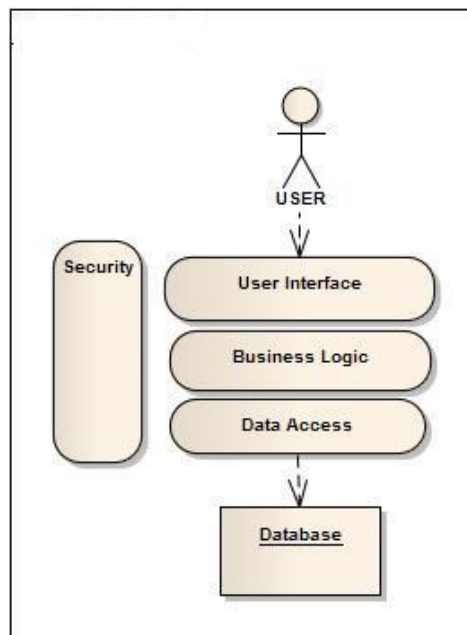 USER
Security
User Interface
Business Logic
Data Access
Database